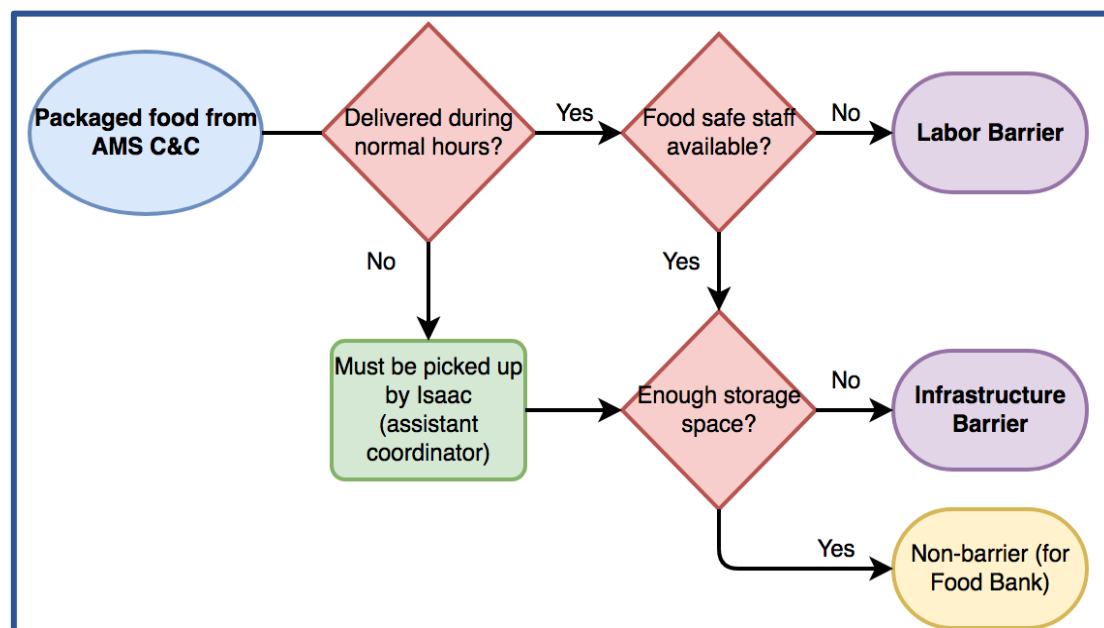 Packaged food from
AMS C&C
Delivered during
normal hours?
Yes
Food safe staff
available?
No
Labor Barrier
No
Yes
Must be picked up
by Isaac
(assistant
coordinator)
Enough storage
space?
No
Infrastructure
Barrier
Yes
Non-barrier (for
Food Bank)